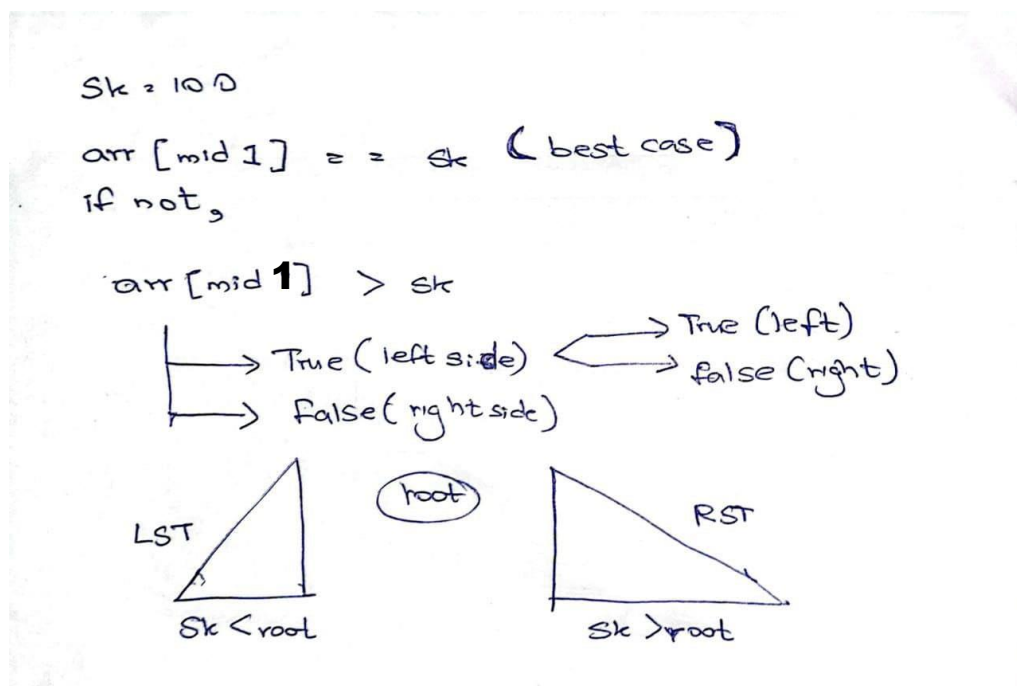 Sk = 100
arr [mid 1] == sk (best case)
if not,
arr [mid 1] > sk
True (left side) True (left)
false (right)
false (right side)
root
LST
RST
Sk < root
Sk > root